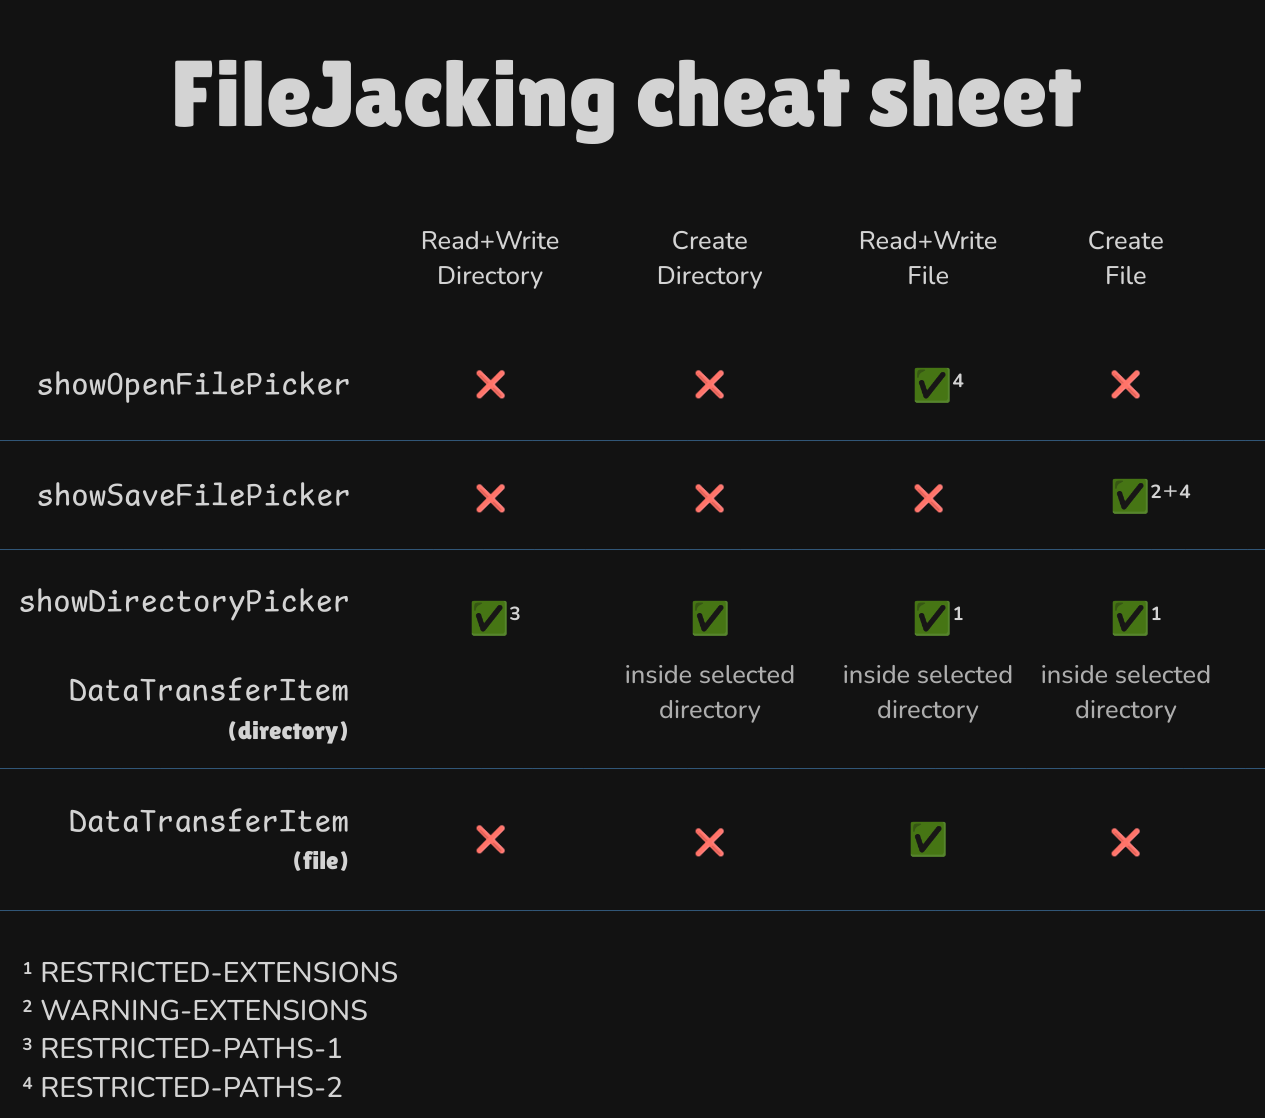 FileJacking cheat sheet
Read+Write Directory
Create Directory
Read+Write File
Create File
showOpenFilePicker ❌ ❌ ✅⁴ ❌
showSaveFilePicker ❌ ❌ ❌ ✅²⁺⁴
showDirectoryPicker ✅³ ✅ ✅¹ ✅¹
DataTransferItem
(directory)
inside selected
directory
inside selected
directory
inside selected
directory
DataTransferItem
(file)
❌ ❌ ✅ ❌
¹ RESTRICTED-EXTENSIONS
² WARNING-EXTENSIONS
³ RESTRICTED-PATHS-1
⁴ RESTRICTED-PATHS-2